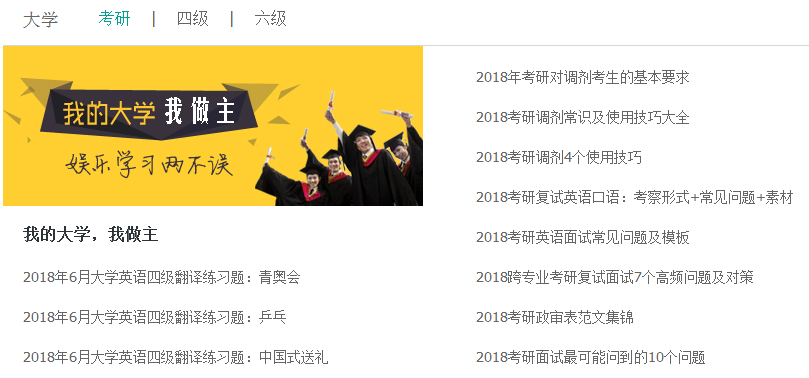 大学 考研 | 四级 | 六级
我的大学 我做主
娱乐学习两不误
我的大学，我做主
2018年6月大学英语四级翻译练习题：青奥会
2018年6月大学英语四级翻译练习题：乒乓
2018年6月大学英语四级翻译练习题：中国式送礼
2018年考研对调剂考生的基本要求
2018考研调剂常识及使用技巧大全
2018考研调剂4个使用技巧
2018考研复试英语口语：考察形式+常见问题+素材
2018考研英语面试常见问题及模板
2018跨专业考研复试面试7个高频问题及对策
2018考研政审表范文集锦
2018考研面试最可能问到的10个问题